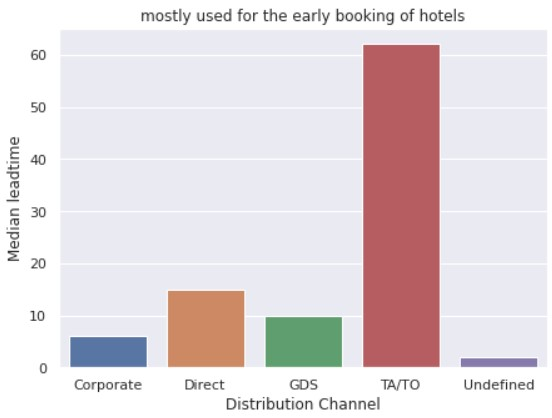 mostly used for the early booking of hotels
Median leadtime
60
50
40
30
20
10
0
Corporate Direct GDS TA/TO Undefined
Distribution Channel